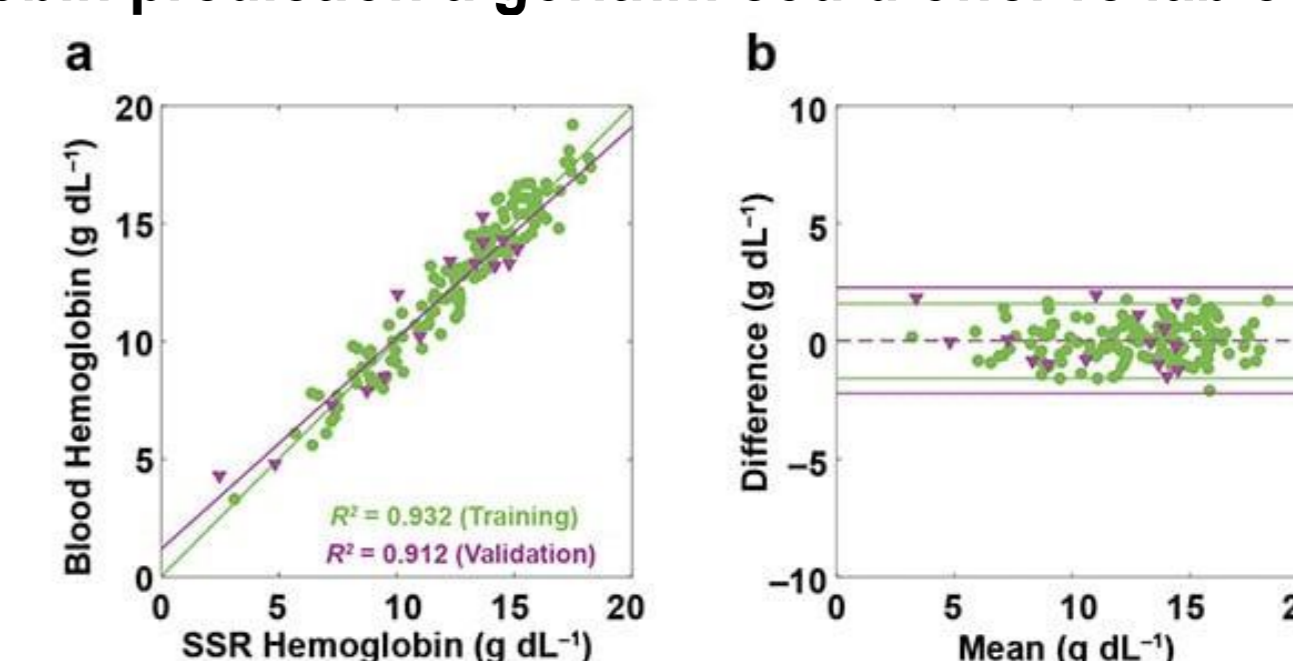 a
b
20
15
10
5
0
Blood Hemoglobin (g dL⁻¹)
R² = 0.932 (Training)
R² = 0.912 (Validation)
0 5 10 15 20
SSR Hemoglobin (g dL⁻¹)
10
5
0
−5
−10
Difference (g dL⁻¹)
0 5 10 15
Mean (g dL⁻¹)